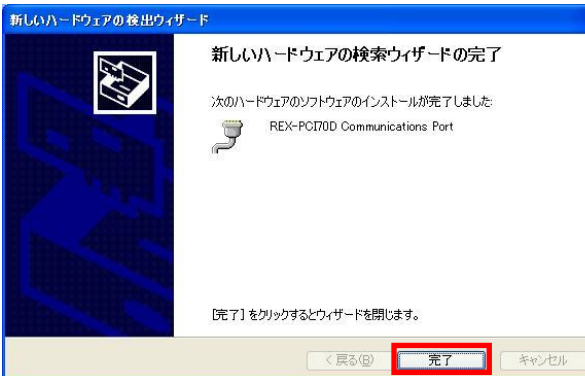 新しいハードウェアの検出ウィザード
新しいハードウェアの検索ウィザードの完了
次のハードウェアのソフトウェアのインストールが完了しました:
REX-PCI70D Communications Port
[完了] をクリックするとウィザードを閉じます。
< 戻る(B)
完了
キャンセル